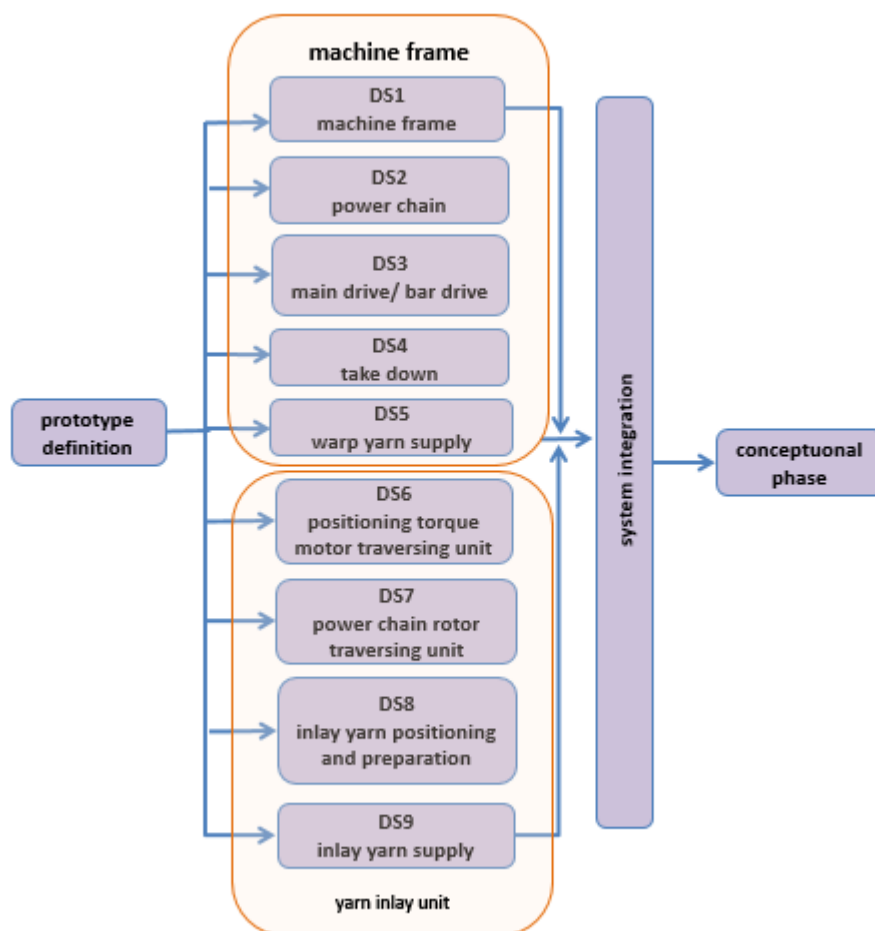 machine frame
DS1
machine frame
DS2
power chain
DS3
main drive/ bar drive
DS4
take down
DS5
warp yarn supply
prototype
definition
DS6
positioning torque
motor traversing unit
DS7
power chain rotor
traversing unit
DS8
inlay yarn positioning
and preparation
DS9
inlay yarn supply
yarn inlay unit
system integration
conceptuonal
phase